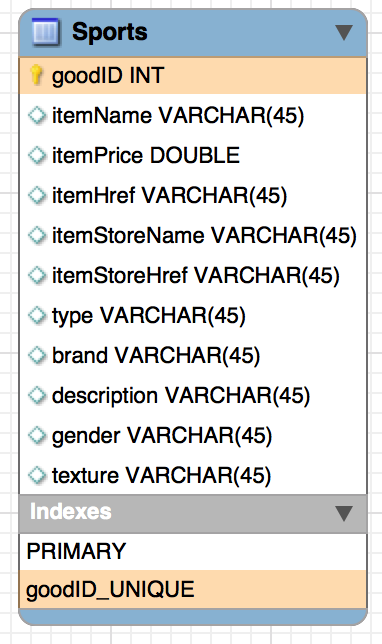 Sports
goodID INT
itemName VARCHAR(45)
itemPrice DOUBLE
itemHref VARCHAR(45)
itemStoreName VARCHAR(45)
itemStoreHref VARCHAR(45)
type VARCHAR(45)
brand VARCHAR(45)
description VARCHAR(45)
gender VARCHAR(45)
texture VARCHAR(45)
Indexes
PRIMARY
goodID_UNIQUE